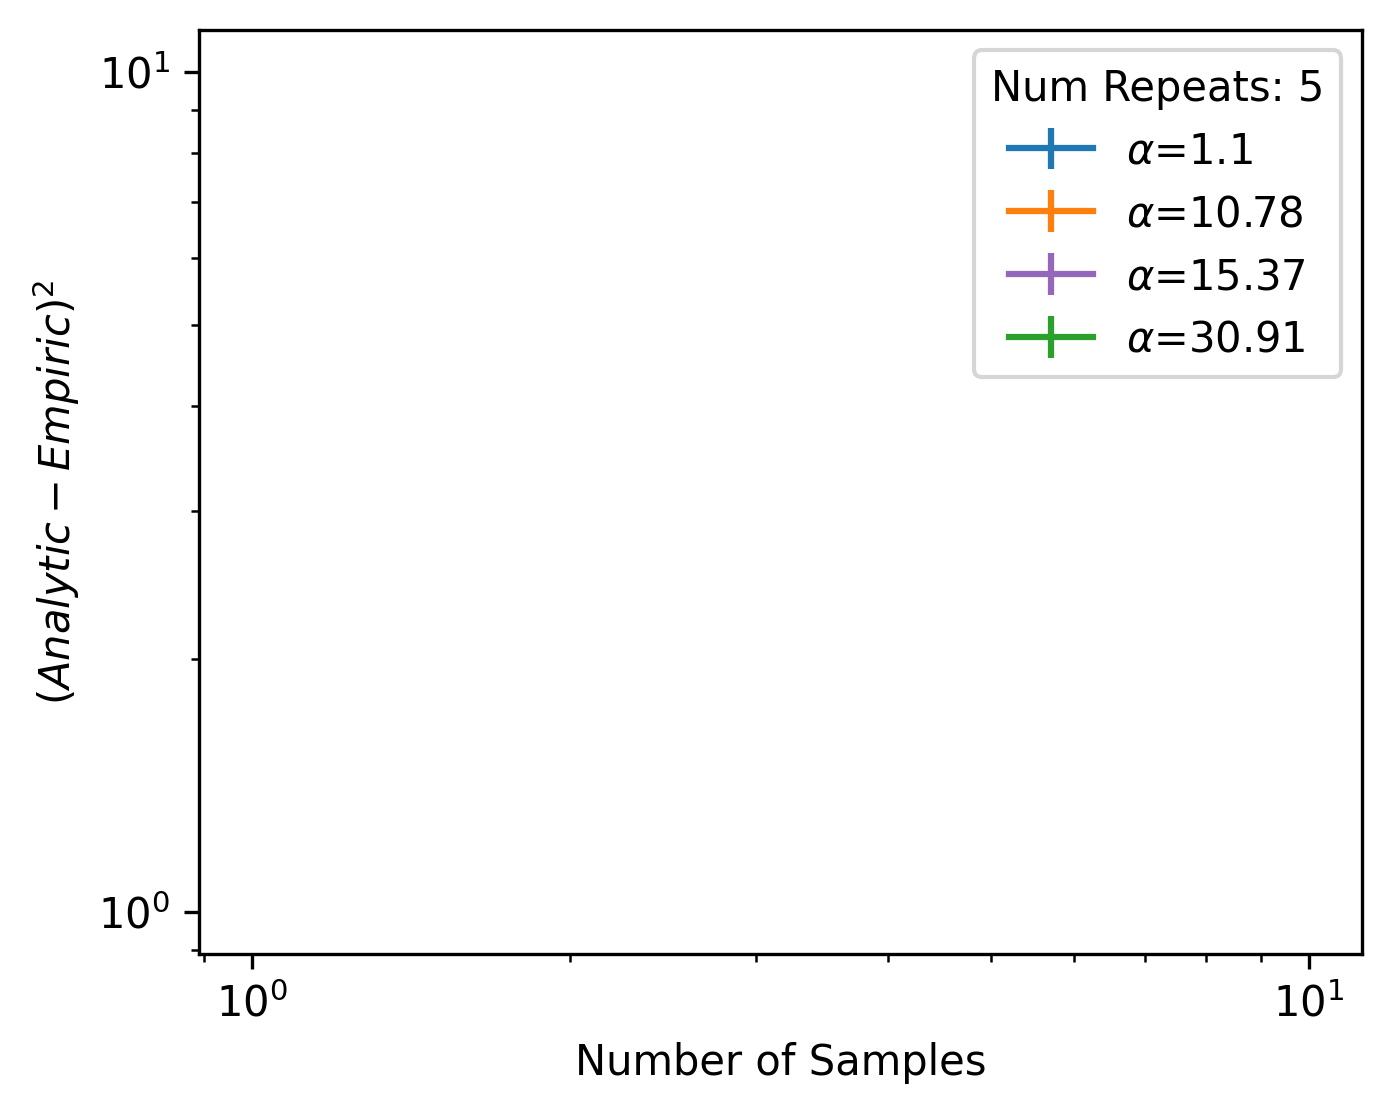 10¹
10⁰
(Analytic − Empiric)²
Num Repeats: 5
α=1.1
α=10.78
α=15.37
α=30.91
10⁰ 10¹
Number of Samples